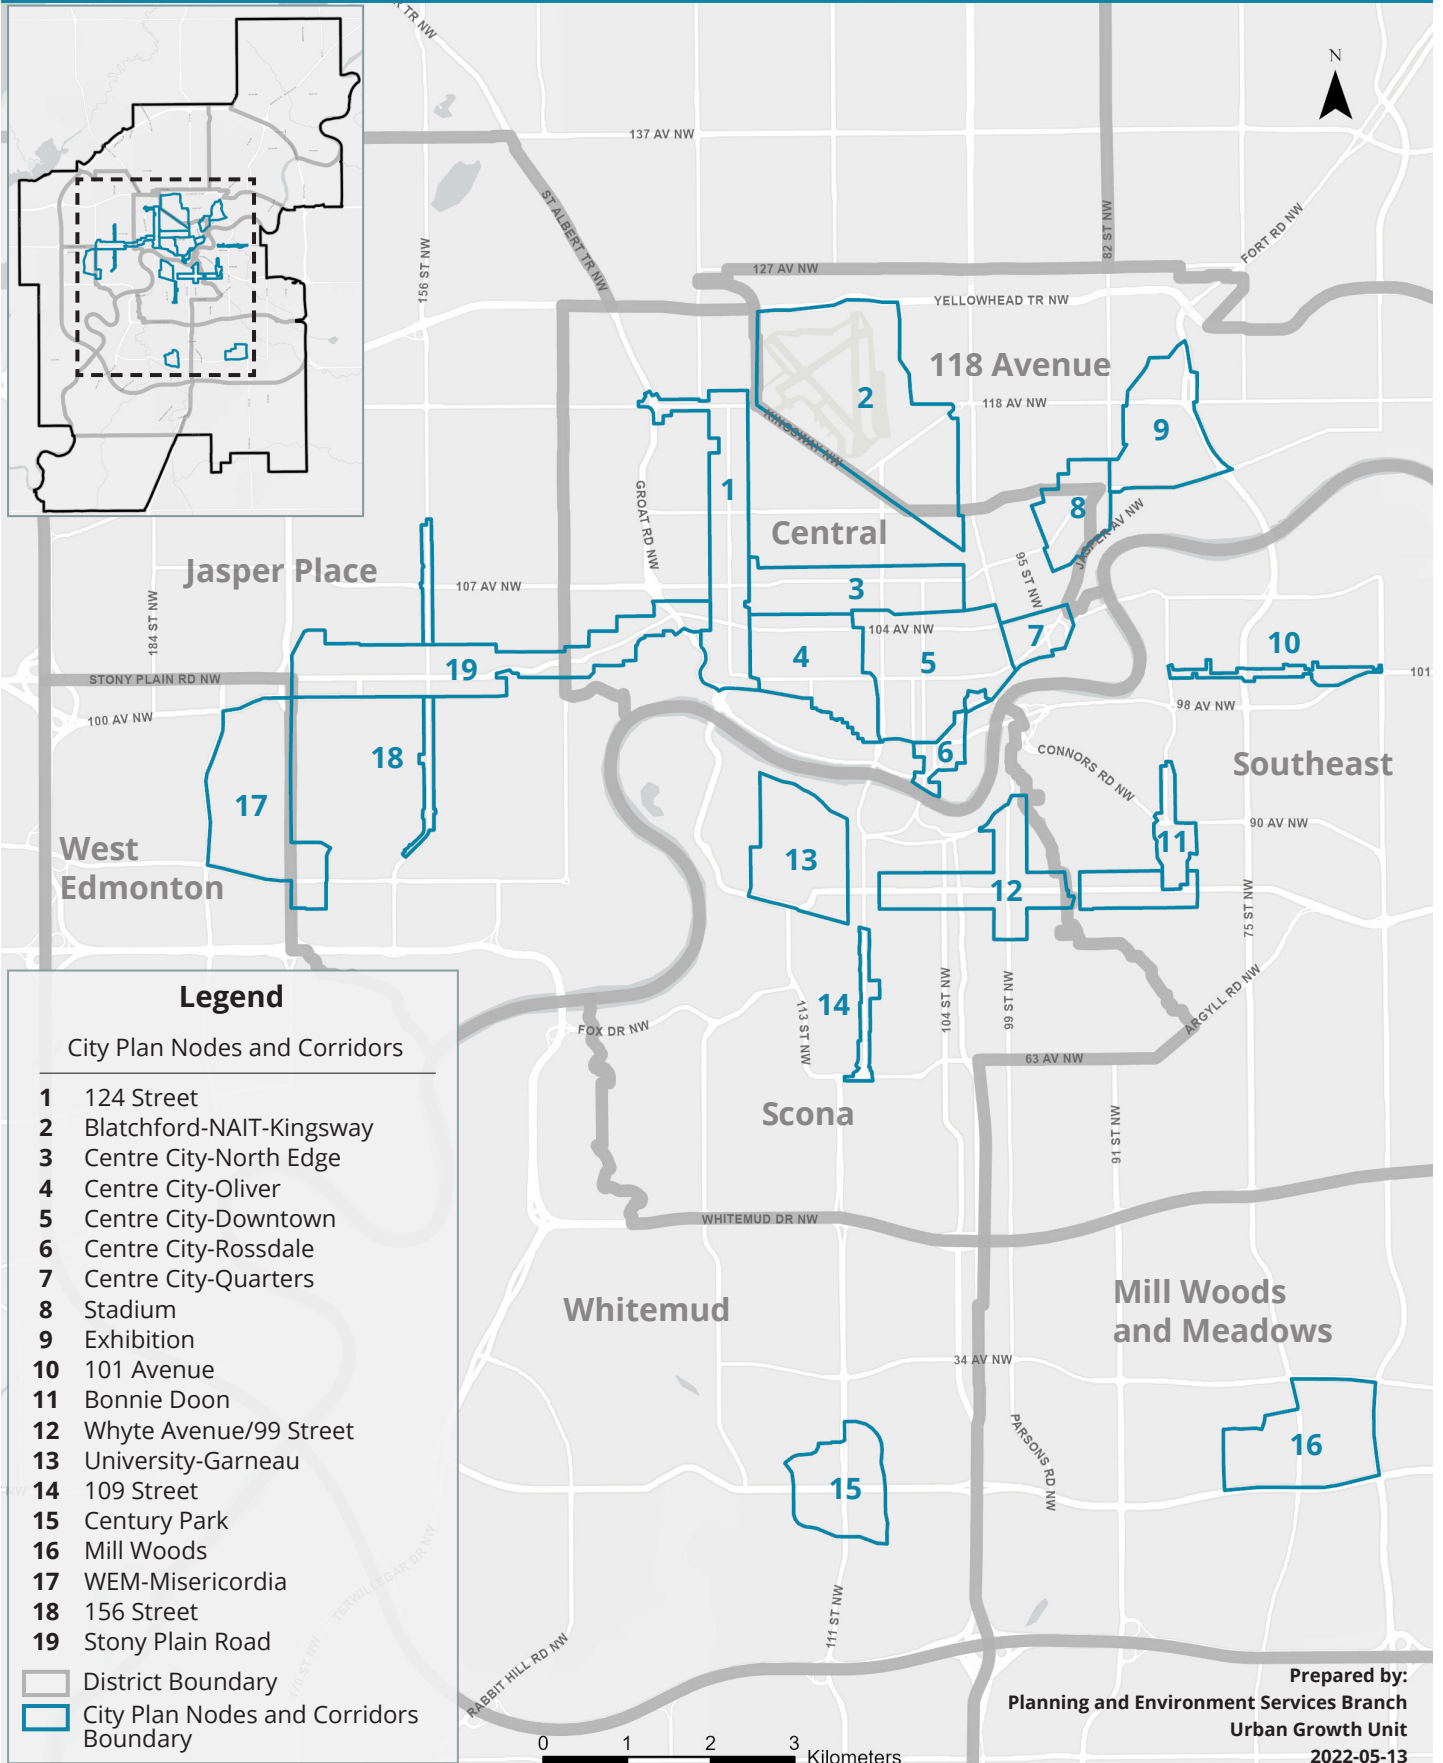 N
137 AV NW
ST ALBERT TR NW
156 ST NW
82 ST NW
FORT RD NW
127 AV NW
YELLOWHEAD TR NW
118 Avenue
2
118 AV NW
KINGSWAY NW
9
1
GROAT RD NW
8
Central
JASPER AV NW
95 ST NW
Jasper Place
107 AV NW
3
184 ST NW
104 AV NW
7
10
4
5
19
STONY PLAIN RD NW
101
98 AV NW
100 AV NW
18
6
CONNORS RD NW
Southeast
17
90 AV NW
11
West
Edmonton
13
12
75 ST NW
14
113 ST NW
104 ST NW
99 ST NW
ARGYLL RD NW
FOX DR NW
63 AV NW
Scona
91 ST NW
WHITEMUD DR NW
Whitemud
Mill Woods
and Meadows
34 AV NW
PARSONS RD NW
16
15
111 ST NW
RABBIT HILL RD NW
TERWILLEGAR DR NW
170 ST NW
Legend
City Plan Nodes and Corridors
1 124 Street
2 Blatchford-NAIT-Kingsway
3 Centre City-North Edge
4 Centre City-Oliver
5 Centre City-Downtown
6 Centre City-Rossdale
7 Centre City-Quarters
8 Stadium
9 Exhibition
10 101 Avenue
11 Bonnie Doon
12 Whyte Avenue/99 Street
13 University-Garneau
14 109 Street
15 Century Park
16 Mill Woods
17 WEM-Misericordia
18 156 Street
19 Stony Plain Road
District Boundary
City Plan Nodes and Corridors
Boundary
0 1 2 3
Kilometers
Prepared by:
Planning and Environment Services Branch
Urban Growth Unit
2022-05-13